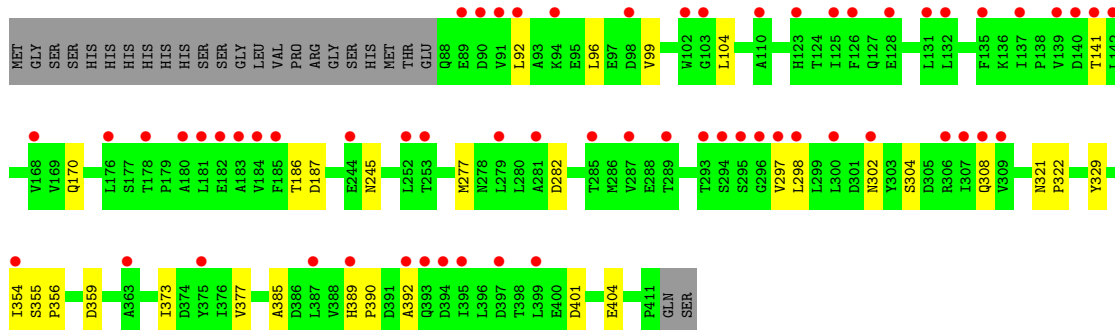 MET GLY SER SER HIS HIS HIS HIS HIS HIS SER SER GLY LEU VAL PRO ARG GLY SER HIS MET THR GLU Q88 E89 D90 V91 L92 A93 K94 E95 L96 E97 D98 V99 W102 G103 L104 A110 H123 T124 I125 F126 Q127 E128 L131 L132 F135 K136 I137 P138 V139 D140 T141 L142
V168 V169 Q170 L176 S177 T178 P179 A180 L181 E182 A183 V184 F185 T186 D187 E244 N245 L252 T253 M277 N278 L279 L280 A281 D282 T285 M286 V287 E288 T289 T293 S294 S295 G296 V297 L298 L299 L300 D301 N302 Y303 S304 D305 R306 I307 Q308 V309 N321 P322 Y329
I354 S355 P356 D359 A363 I373 D374 Y375 I376 V377 A385 D386 L387 V388 H389 P390 D391 A392 Q393 D394 I395 L396 D397 T398 L399 E400 D401 E404 P411 GLN SER